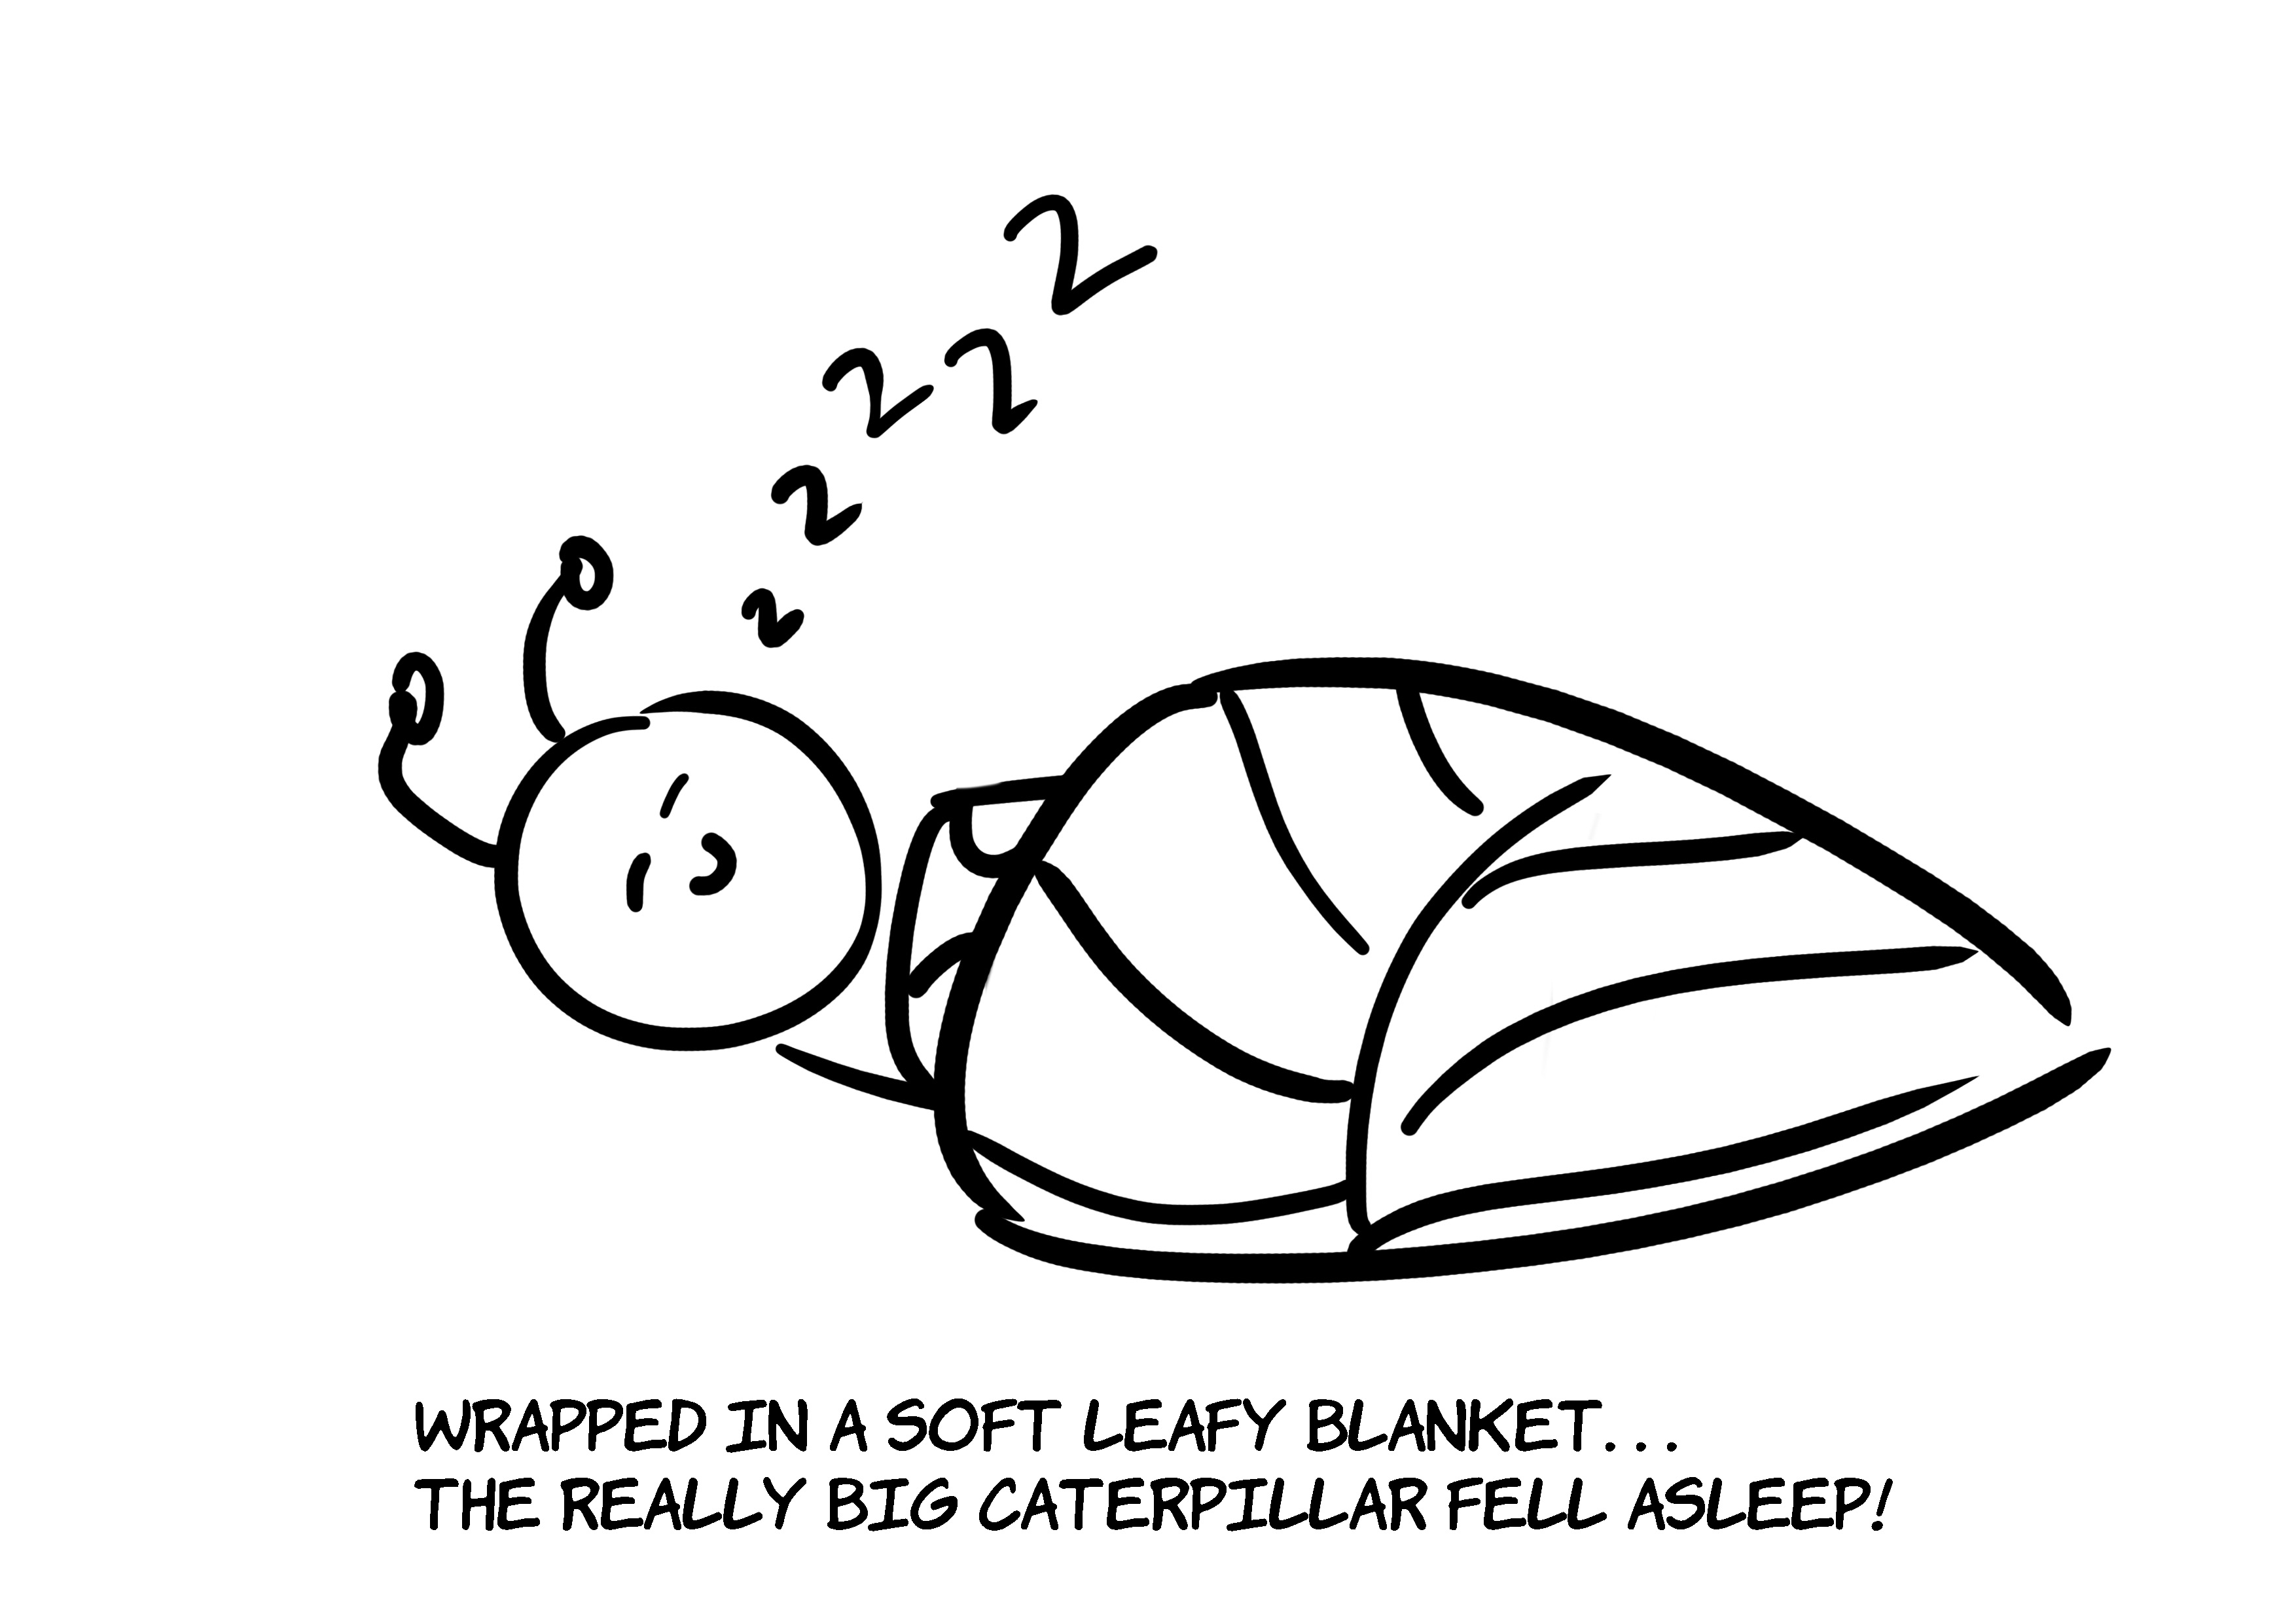 z z z z z
WRAPPED IN A SOFT LEAFY BLANKET...
THE REALLY BIG CATERPILLAR FELL ASLEEP!